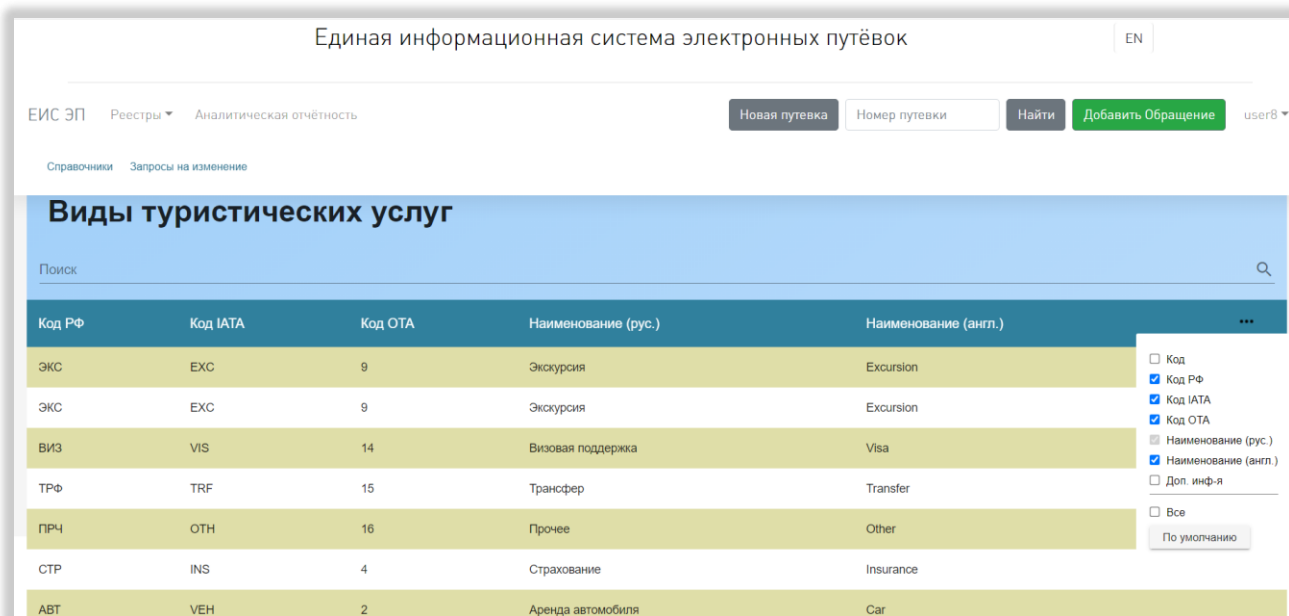 Единая информационная система электронных путёвок EN
ЕИС ЭП Реестры Аналитическая отчётность Новая путевка Номер путевки Найти Добавить Обращение user8
Справочники Запросы на изменение
Виды туристических услуг
Поиск
Код РФ Код IATA Код OTA Наименование (рус.) Наименование (англ.) •••
ЭКС EXC 9 Экскурсия Excursion
ЭКС EXC 9 Экскурсия Excursion
ВИЗ VIS 14 Визовая поддержка Visa
ТРФ TRF 15 Трансфер Transfer
ПРЧ OTH 16 Прочее Other
СТР INS 4 Страхование Insurance
АВТ VEH 2 Аренда автомобиля Car
Код
Код РФ
Код IATA
Код OTA
Наименование (рус.)
Наименование (англ.)
Доп. инф-я
Все
По умолчанию